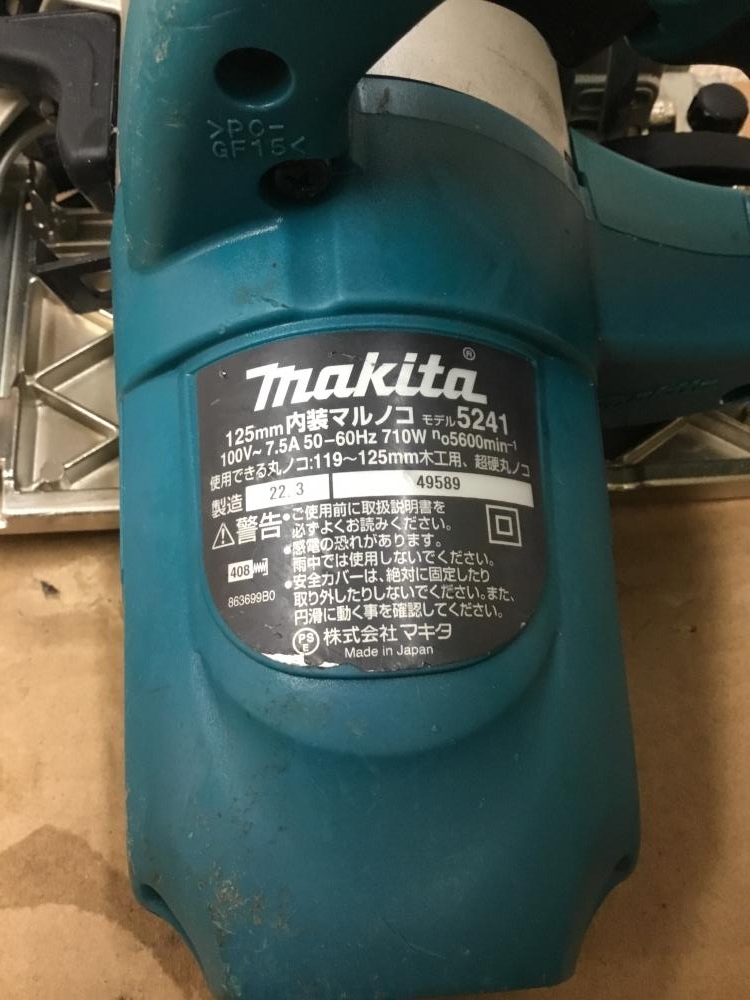 >PC-
GF15<
makita®
125mm内装マルノコ モデル5241
100V~7.5A 50-60Hz 710W n₀5600min⁻¹
使用できる丸ノコ:119~125mm木工用、超硬丸ノコ
製造 22.3 49589
警告
•ご使用前に取扱説明書を
必ずよくお読みください。
•感電の恐れがあります。
雨中では使用しないでください。
•安全カバーは、絶対に固定したり
取り外したりしないでください。また、
円滑に動く事を確認してください。
408
863699B0
PSE 株式会社 マキタ
Made in Japan